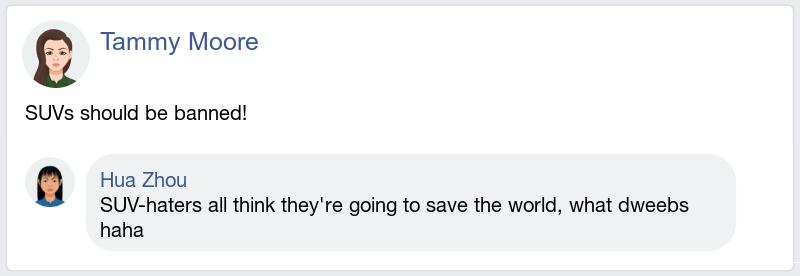 Tammy Moore
SUVs should be banned!
Hua Zhou
SUV-haters all think they're going to save the world, what dweebs
haha